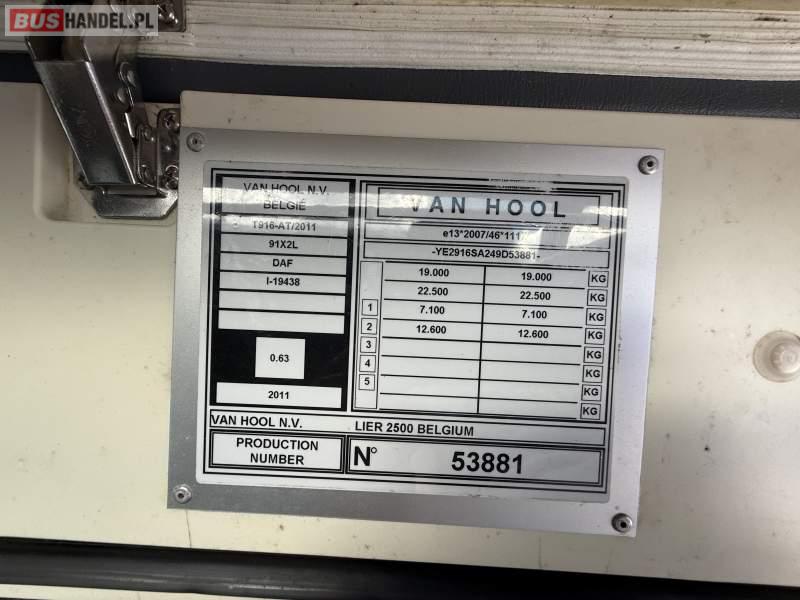 BUSHANDEL.PL
VAN HOOL N.V.
BELGIË
T916-AT/2011
91X2L
DAF
I-19438
0.63
2011
VAN HOOL
e13*2007/46*111
-YE2916SA249D53881-
19.000 19.000 KG
22.500 22.500 KG
1 7.100 7.100 KG
2 12.600 12.600 KG
3 KG
4 KG
5 KG
KG
VAN HOOL N.V. LIER 2500 BELGIUM
PRODUCTION
NUMBER
N° 53881